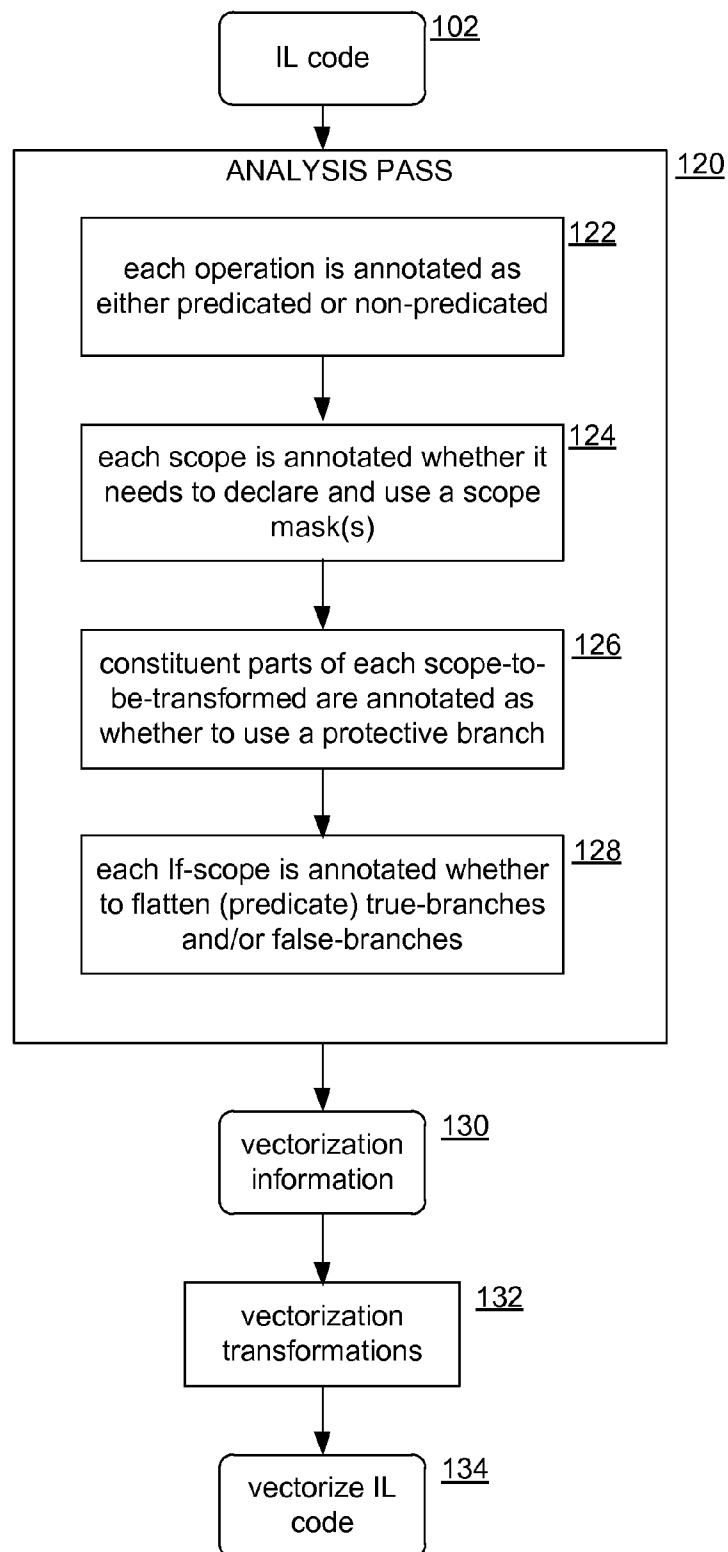 102
IL code
ANALYSIS PASS
120
122
each operation is annotated as
either predicated or non-predicated
124
each scope is annotated whether it
needs to declare and use a scope
mask(s)
126
constituent parts of each scope-to-
be-transformed are annotated as
whether to use a protective branch
128
each If-scope is annotated whether
to flatten (predicate) true-branches
and/or false-branches
130
vectorization
information
132
vectorization
transformations
134
vectorize IL
code